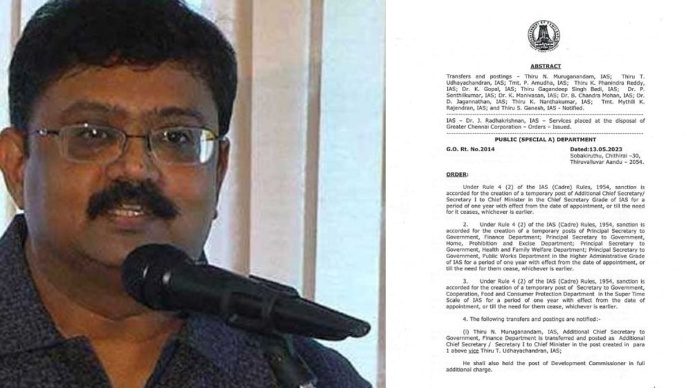 ABSTRACT
Transfers and postings – Thiru N. Muruganandam, IAS; Thiru T.
Udhayachandran, IAS; Tmt. P. Amudha, IAS; Thiru K. Phanindra Reddy,
IAS; Dr. K. Gopal, IAS; Thiru Gagandeep Singh Bedi, IAS; Dr. P.
Senthilkumar, IAS; Dr. K. Manivasan, IAS; Dr. B. Chandra Mohan, IAS; Dr.
D. Jagannathan, IAS; Thiru K. Nanthakumar, IAS; Tmt. Mythili K.
Rajendran, IAS; and Thiru S. Ganesh, IAS - Notified.
IAS – Dr. J. Radhakrishnan, IAS – Services placed at the disposal of
Greater Chennai Corporation – Orders – Issued.
PUBLIC (SPECIAL A) DEPARTMENT
G.O. Rt. No.2014 Dated:13.05.2023
Sobakiruthu, Chithirai –30,
Thiruvalluvar Aandu – 2054.
ORDER:
Under Rule 4 (2) of the IAS (Cadre) Rules, 1954, sanction is
accorded for the creation of a temporary post of Additional Chief Secretary/
Secretary I to Chief Minister in the Chief Secretary Grade of IAS for a
period of one year with effect from the date of appointment, or till the need
for it ceases, whichever is earlier.
2. Under Rule 4 (2) of the IAS (Cadre) Rules, 1954, sanction is
accorded for the creation of a temporary posts of Principal Secretary to
Government, Finance Department; Principal Secretary to Government,
Home, Prohibition and Excise Department; Principal Secretary to
Government, Health and Family Welfare Department; Principal Secretary to
Government, Public Works Department in the Higher Administrative Grade
of IAS for a period of one year with effect from the date of appointment, or
till the need for them cease, whichever is earlier.
3. Under Rule 4 (2) of the IAS (Cadre) Rules, 1954, sanction is
accorded for the creation of a temporary post of Secretary to Government,
Cooperation, Food and Consumer Protection Department in the Super Time
Scale of IAS for a period of one year with effect from the date of
appointment, or till the need for them cease, whichever is earlier.
4. The following transfers and postings are notified:-
(i) Thiru N. Muruganandam, IAS, Additional Chief Secretary to
Government, Finance Department is transferred and posted as Additional
Chief Secretary / Secretary I to Chief Minister in the post created in para
1 above vice Thiru T. Udhayachandran, IAS;
He shall also hold the post of Development Commissioner in full
additional charge.